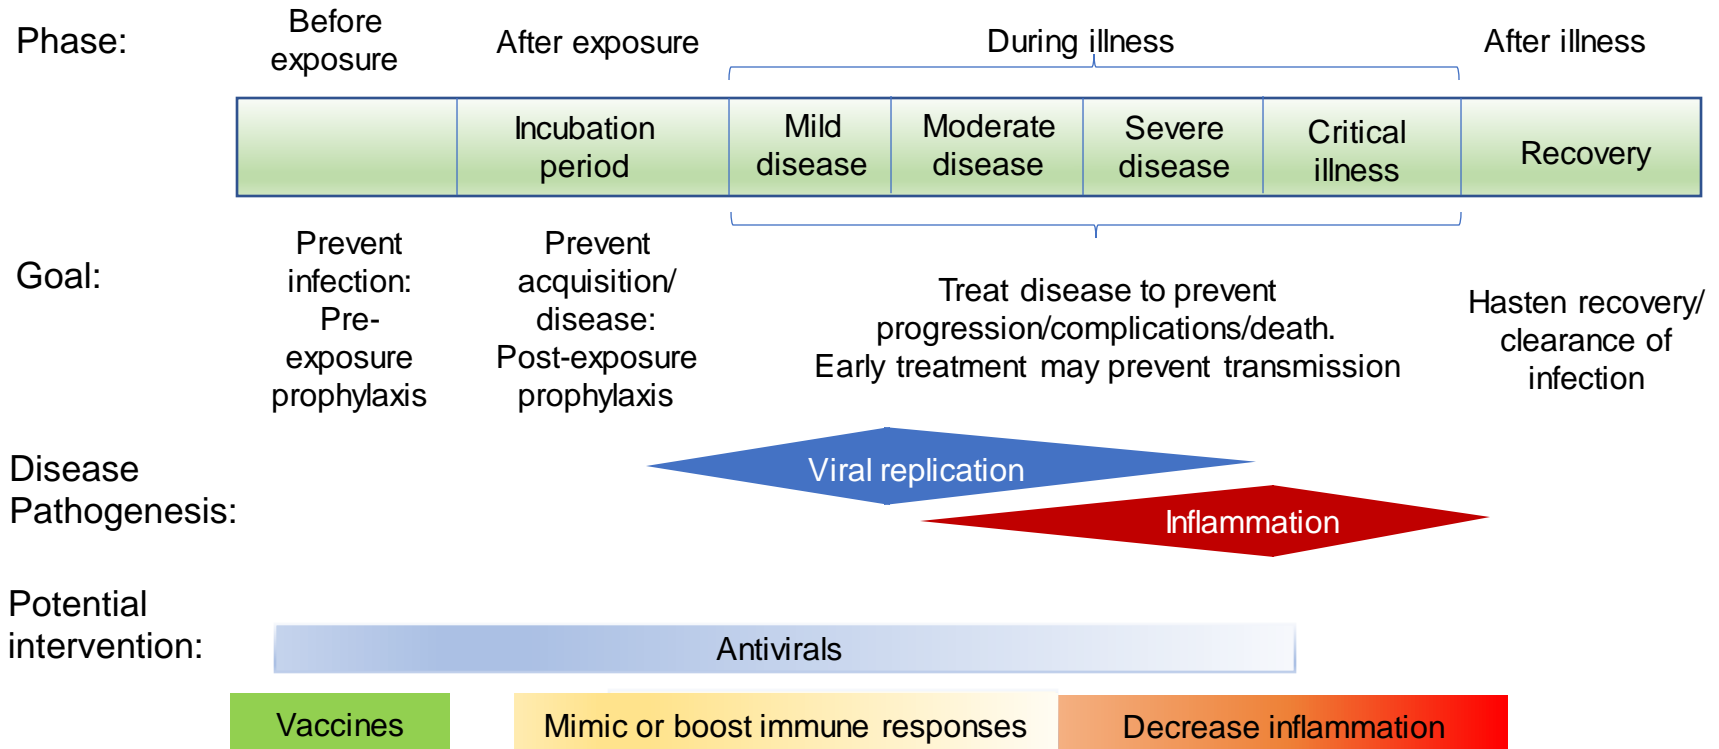 Phase:
Before
exposure
After exposure
During illness
After illness
Incubation
period
Mild
disease
Moderate
disease
Severe
disease
Critical
illness
Recovery
Goal:
Prevent
infection:
Pre-
exposure
prophylaxis
Prevent
acquisition/
disease:
Post-exposure
prophylaxis
Treat disease to prevent
progression/complications/death.
Early treatment may prevent transmission
Hasten recovery/
clearance of
infection
Disease
Pathogenesis:
Viral replication
Inflammation
Potential
intervention:
Antivirals
Vaccines
Mimic or boost immune responses
Decrease inflammation